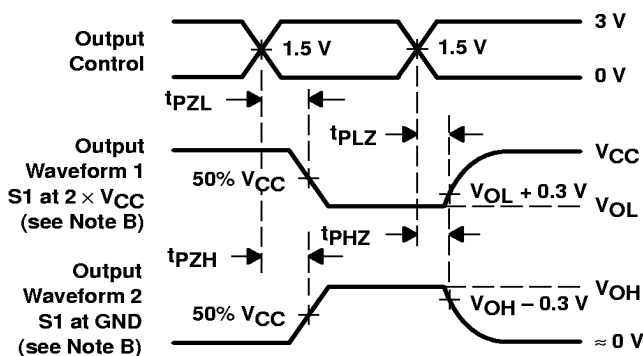 3 V
Output
Control
1.5 V
1.5 V
0 V
tPZL
tPLZ
Output
Waveform 1
S1 at 2 × VCC
(see Note B)
50% VCC
VCC
VOL + 0.3 V
VOL
tPZH
tPHZ
Output
Waveform 2
S1 at GND
(see Note B)
50% VCC
VOH
VOH – 0.3 V
≈ 0 V